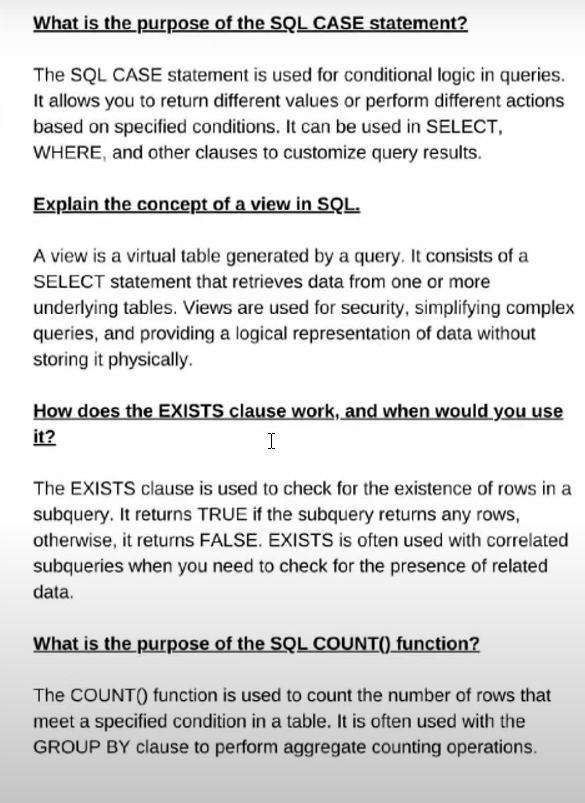 What is the purpose of the SQL CASE statement?
The SQL CASE statement is used for conditional logic in queries.
It allows you to return different values or perform different actions
based on specified conditions. It can be used in SELECT,
WHERE, and other clauses to customize query results.
Explain the concept of a view in SQL.
A view is a virtual table generated by a query. It consists of a
SELECT statement that retrieves data from one or more
underlying tables. Views are used for security, simplifying complex
queries, and providing a logical representation of data without
storing it physically.
How does the EXISTS clause work, and when would you use
it?
The EXISTS clause is used to check for the existence of rows in a
subquery. It returns TRUE if the subquery returns any rows,
otherwise, it returns FALSE. EXISTS is often used with correlated
subqueries when you need to check for the presence of related
data.
What is the purpose of the SQL COUNT() function?
The COUNT() function is used to count the number of rows that
meet a specified condition in a table. It is often used with the
GROUP BY clause to perform aggregate counting operations.